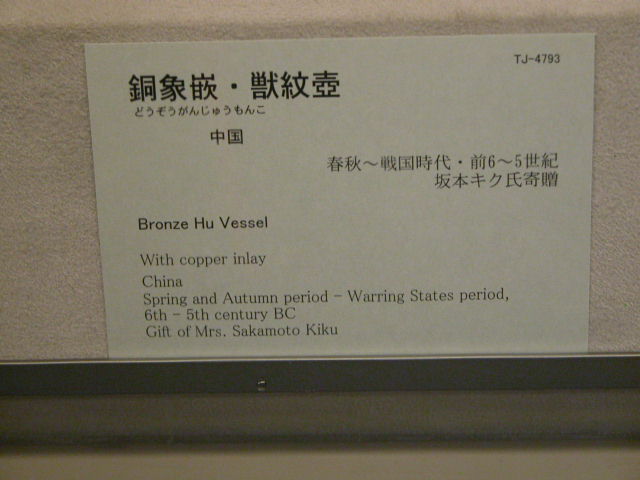 TJ-4793
銅象嵌・獣紋壺
どうぞうがんじゅうもんこ
中国
春秋～戦国時代・前6～5世紀
坂本キク氏寄贈
Bronze Hu Vessel
With copper inlay
China
Spring and Autumn period - Warring States period,
6th - 5th century BC
Gift of Mrs. Sakamoto Kiku